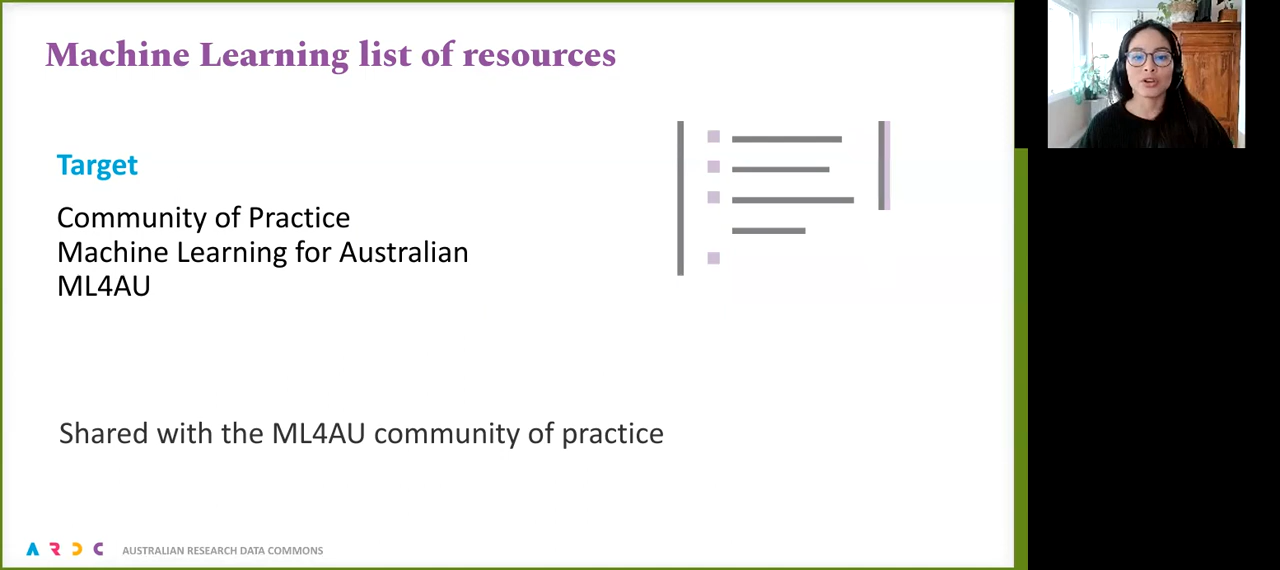 Machine Learning list of resources
Target
Community of Practice
Machine Learning for Australian
ML4AU
Shared with the ML4AU community of practice
ARDC AUSTRALIAN RESEARCH DATA COMMONS